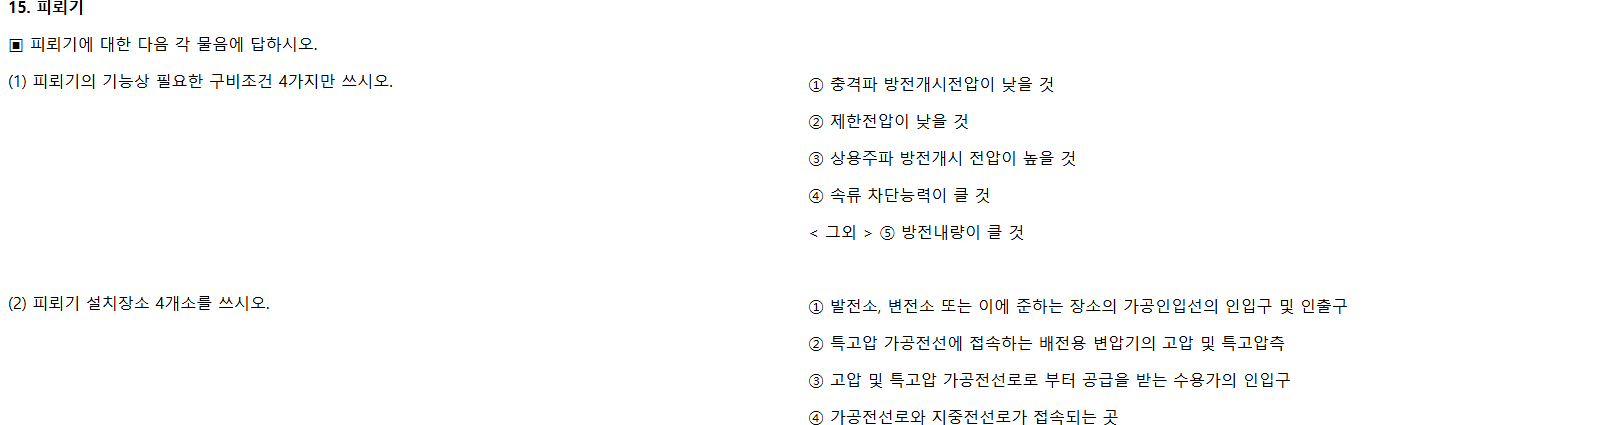 15. 피뢰기
▣ 피뢰기에 대한 다음 각 물음에 답하시오.
(1) 피뢰기의 기능상 필요한 구비조건 4가지만 쓰시오.
① 충격파 방전개시전압이 낮을 것
② 제한전압이 낮을 것
③ 상용주파 방전개시 전압이 높을 것
④ 속류 차단능력이 클 것
< 그외 > ⑤ 방전내량이 클 것
(2) 피뢰기 설치장소 4개소를 쓰시오.
① 발전소, 변전소 또는 이에 준하는 장소의 가공인입선의 인입구 및 인출구
② 특고압 가공전선에 접속하는 배전용 변압기의 고압 및 특고압측
③ 고압 및 특고압 가공전선로로 부터 공급을 받는 수용가의 인입구
④ 가공전선로와 지중전선로가 접속되는 곳